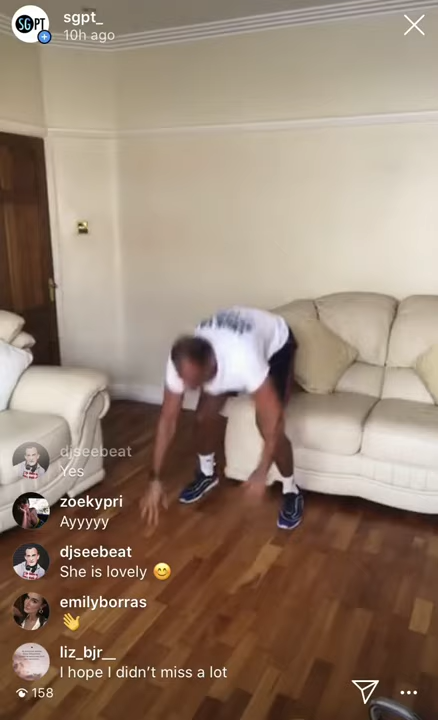 SGPT
sgpt_
10h ago
djseebeat
Yes
zoekypri
Ayyyyy
djseebeat
She is lovely 😊
emilyborras
👋
liz_bjr__
I hope I didn’t miss a lot
158